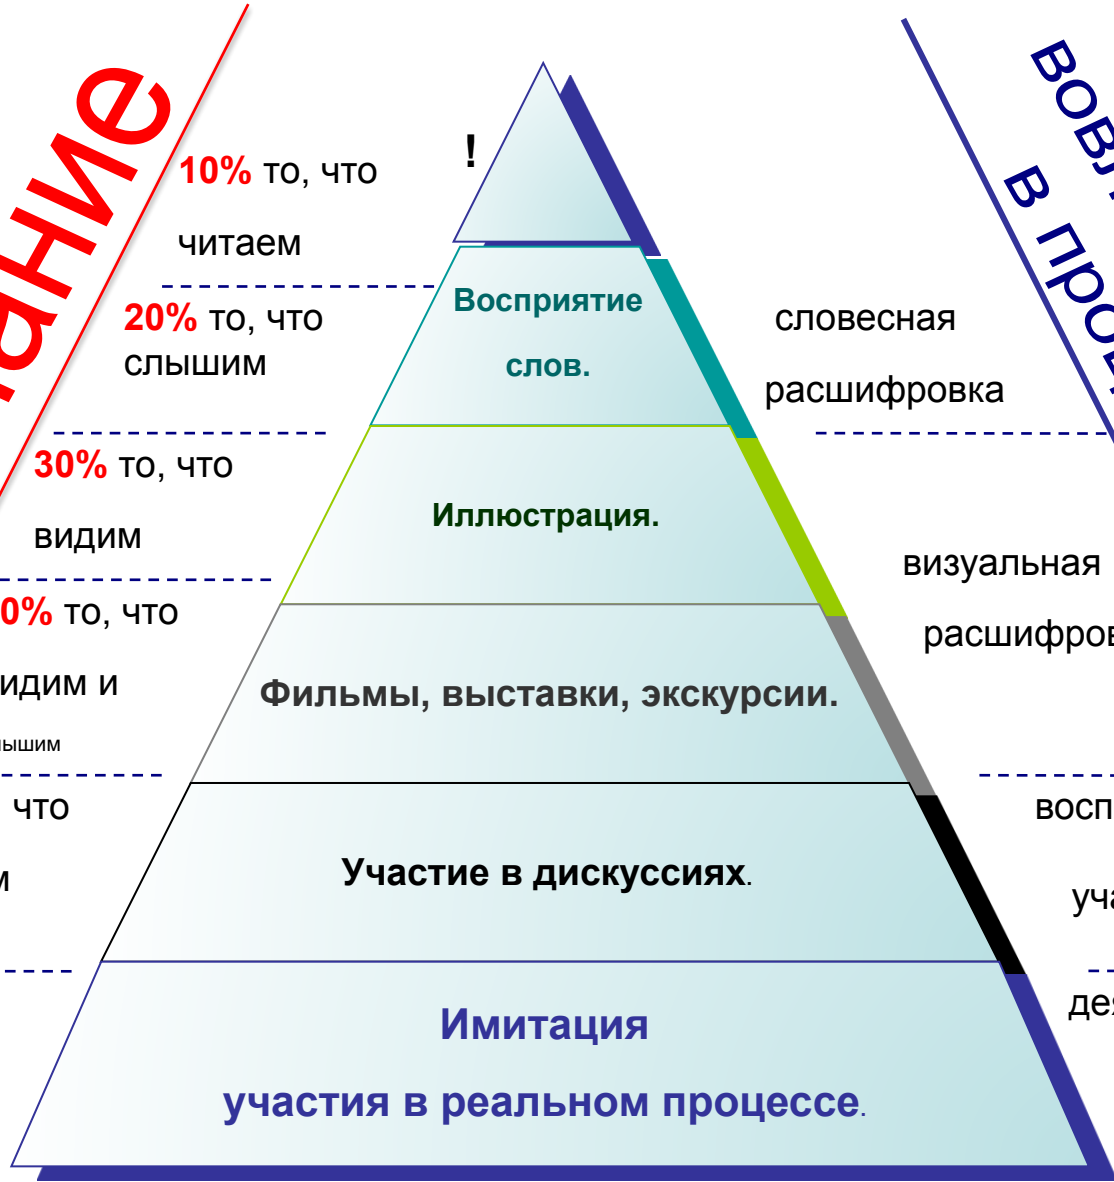 !
10% то, что
читаем
20% то, что
слышим
Восприятие
слов.
словесная
расшифровка
30% то, что
видим
Иллюстрация.
визуальная
0% то, что
идим и
Фильмы, выставки, экскурсии.
что
Участие в дискуссиях.
Имитация
участия в реальном процессе.